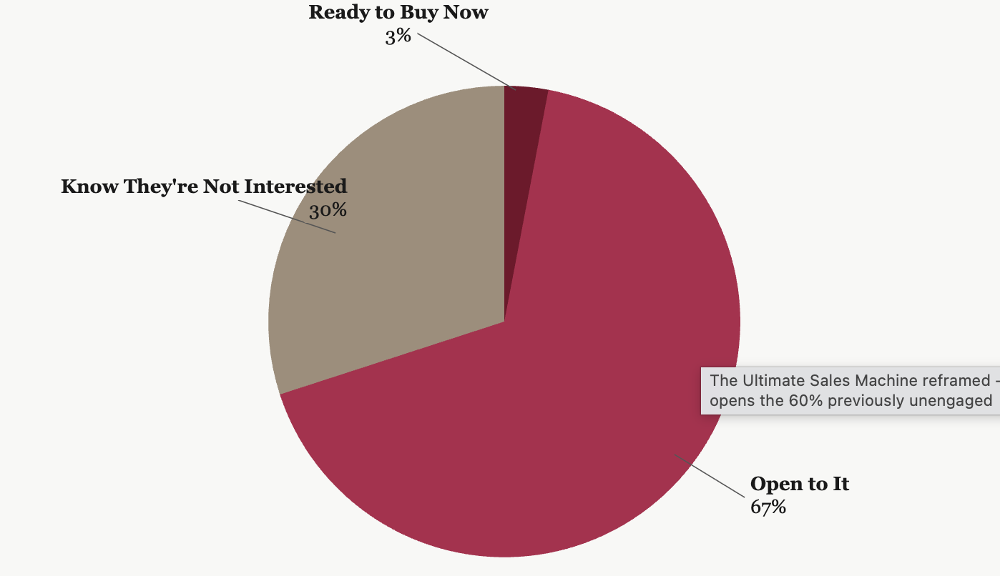 Ready to Buy Now
3%
Know They're Not Interested
30%
The Ultimate Sales Machine reframed -
opens the 60% previously unengaged
Open to It
67%